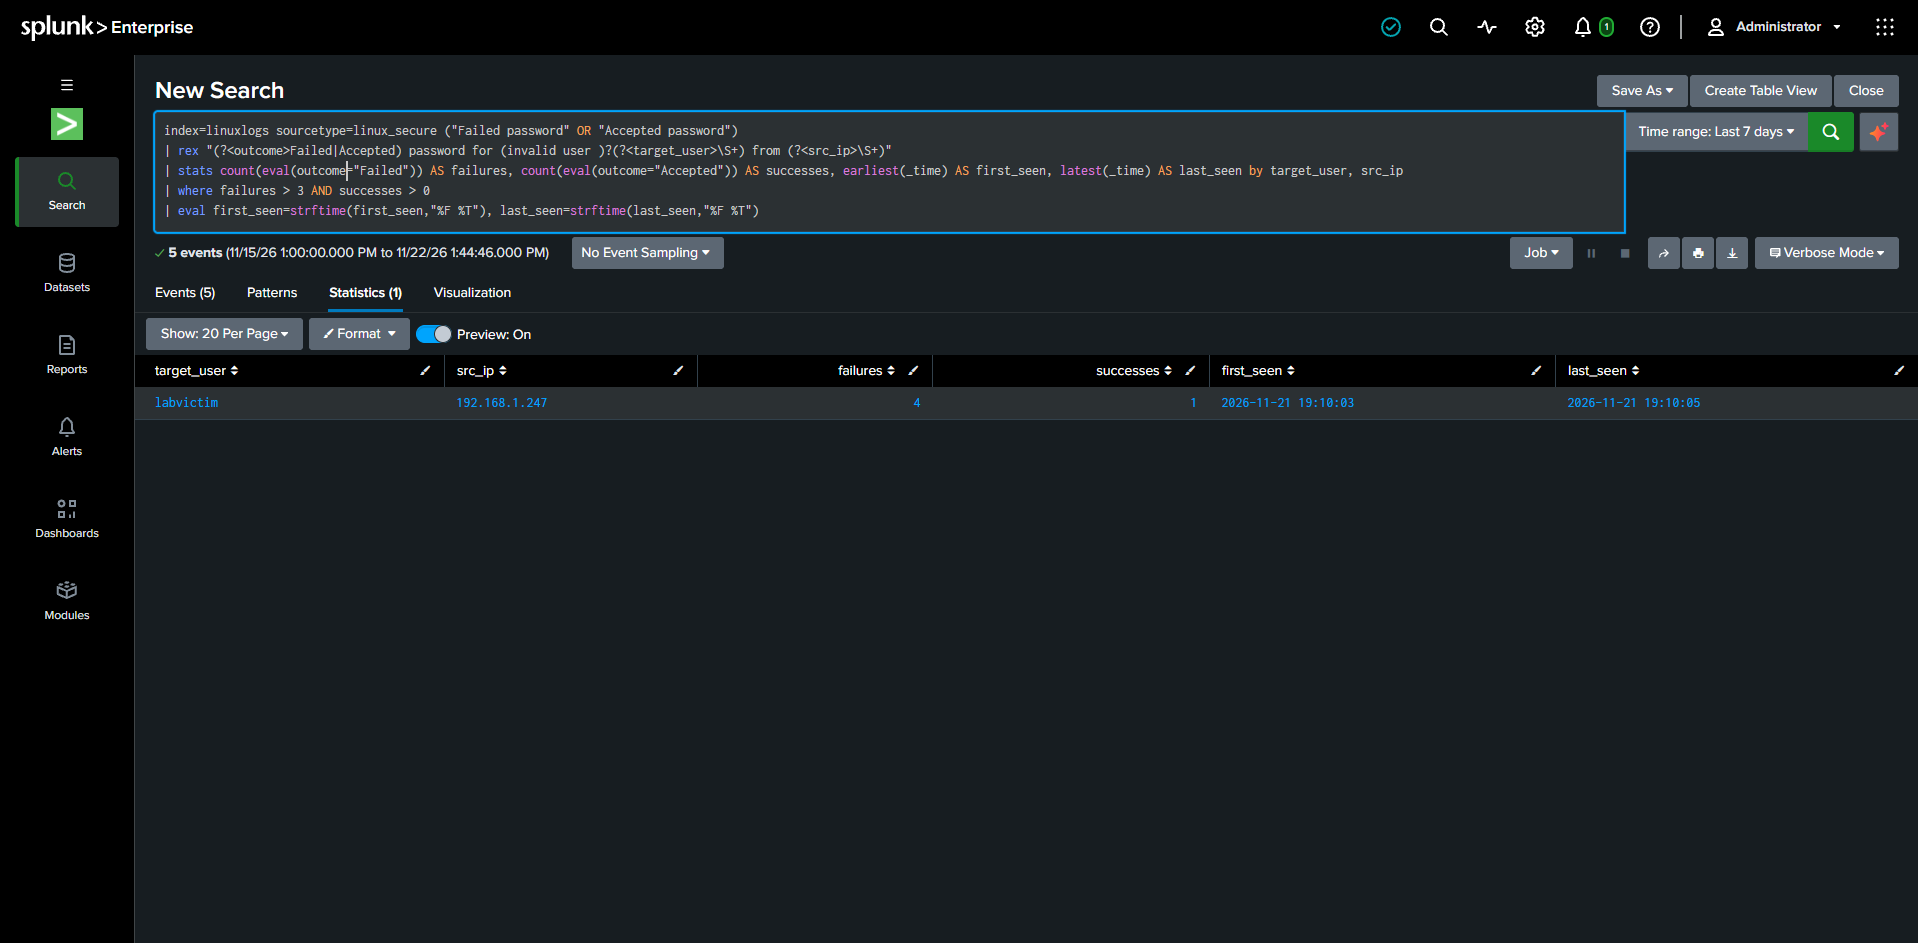 splunk> Enterprise
1
Administrator
New Search
Save As
Create Table View
Close
index=linuxlogs sourcetype=linux_secure ("Failed password" OR "Accepted password")
| rex "(?<outcome>Failed|Accepted) password for (invalid user )?(?<target_user>\S+) from (?<src_ip>\S+)"
| stats count(eval(outcome="Failed")) AS failures, count(eval(outcome="Accepted")) AS successes, earliest(_time) AS first_seen, latest(_time) AS last_seen by target_user, src_ip
| where failures > 3 AND successes > 0
| eval first_seen=strftime(first_seen,"%F %T"), last_seen=strftime(last_seen,"%F %T")
Time range: Last 7 days
Search
Datasets
Reports
Alerts
Dashboards
Modules
5 events (11/15/26 1:00:00.000 PM to 11/22/26 1:44:46.000 PM)
No Event Sampling
Job
Verbose Mode
Events (5)
Patterns
Statistics (1)
Visualization
Show: 20 Per Page
Format
Preview: On
target_user src_ip failures successes first_seen last_seen
labvictim 192.168.1.247 4 1 2026-11-21 19:10:03 2026-11-21 19:10:05